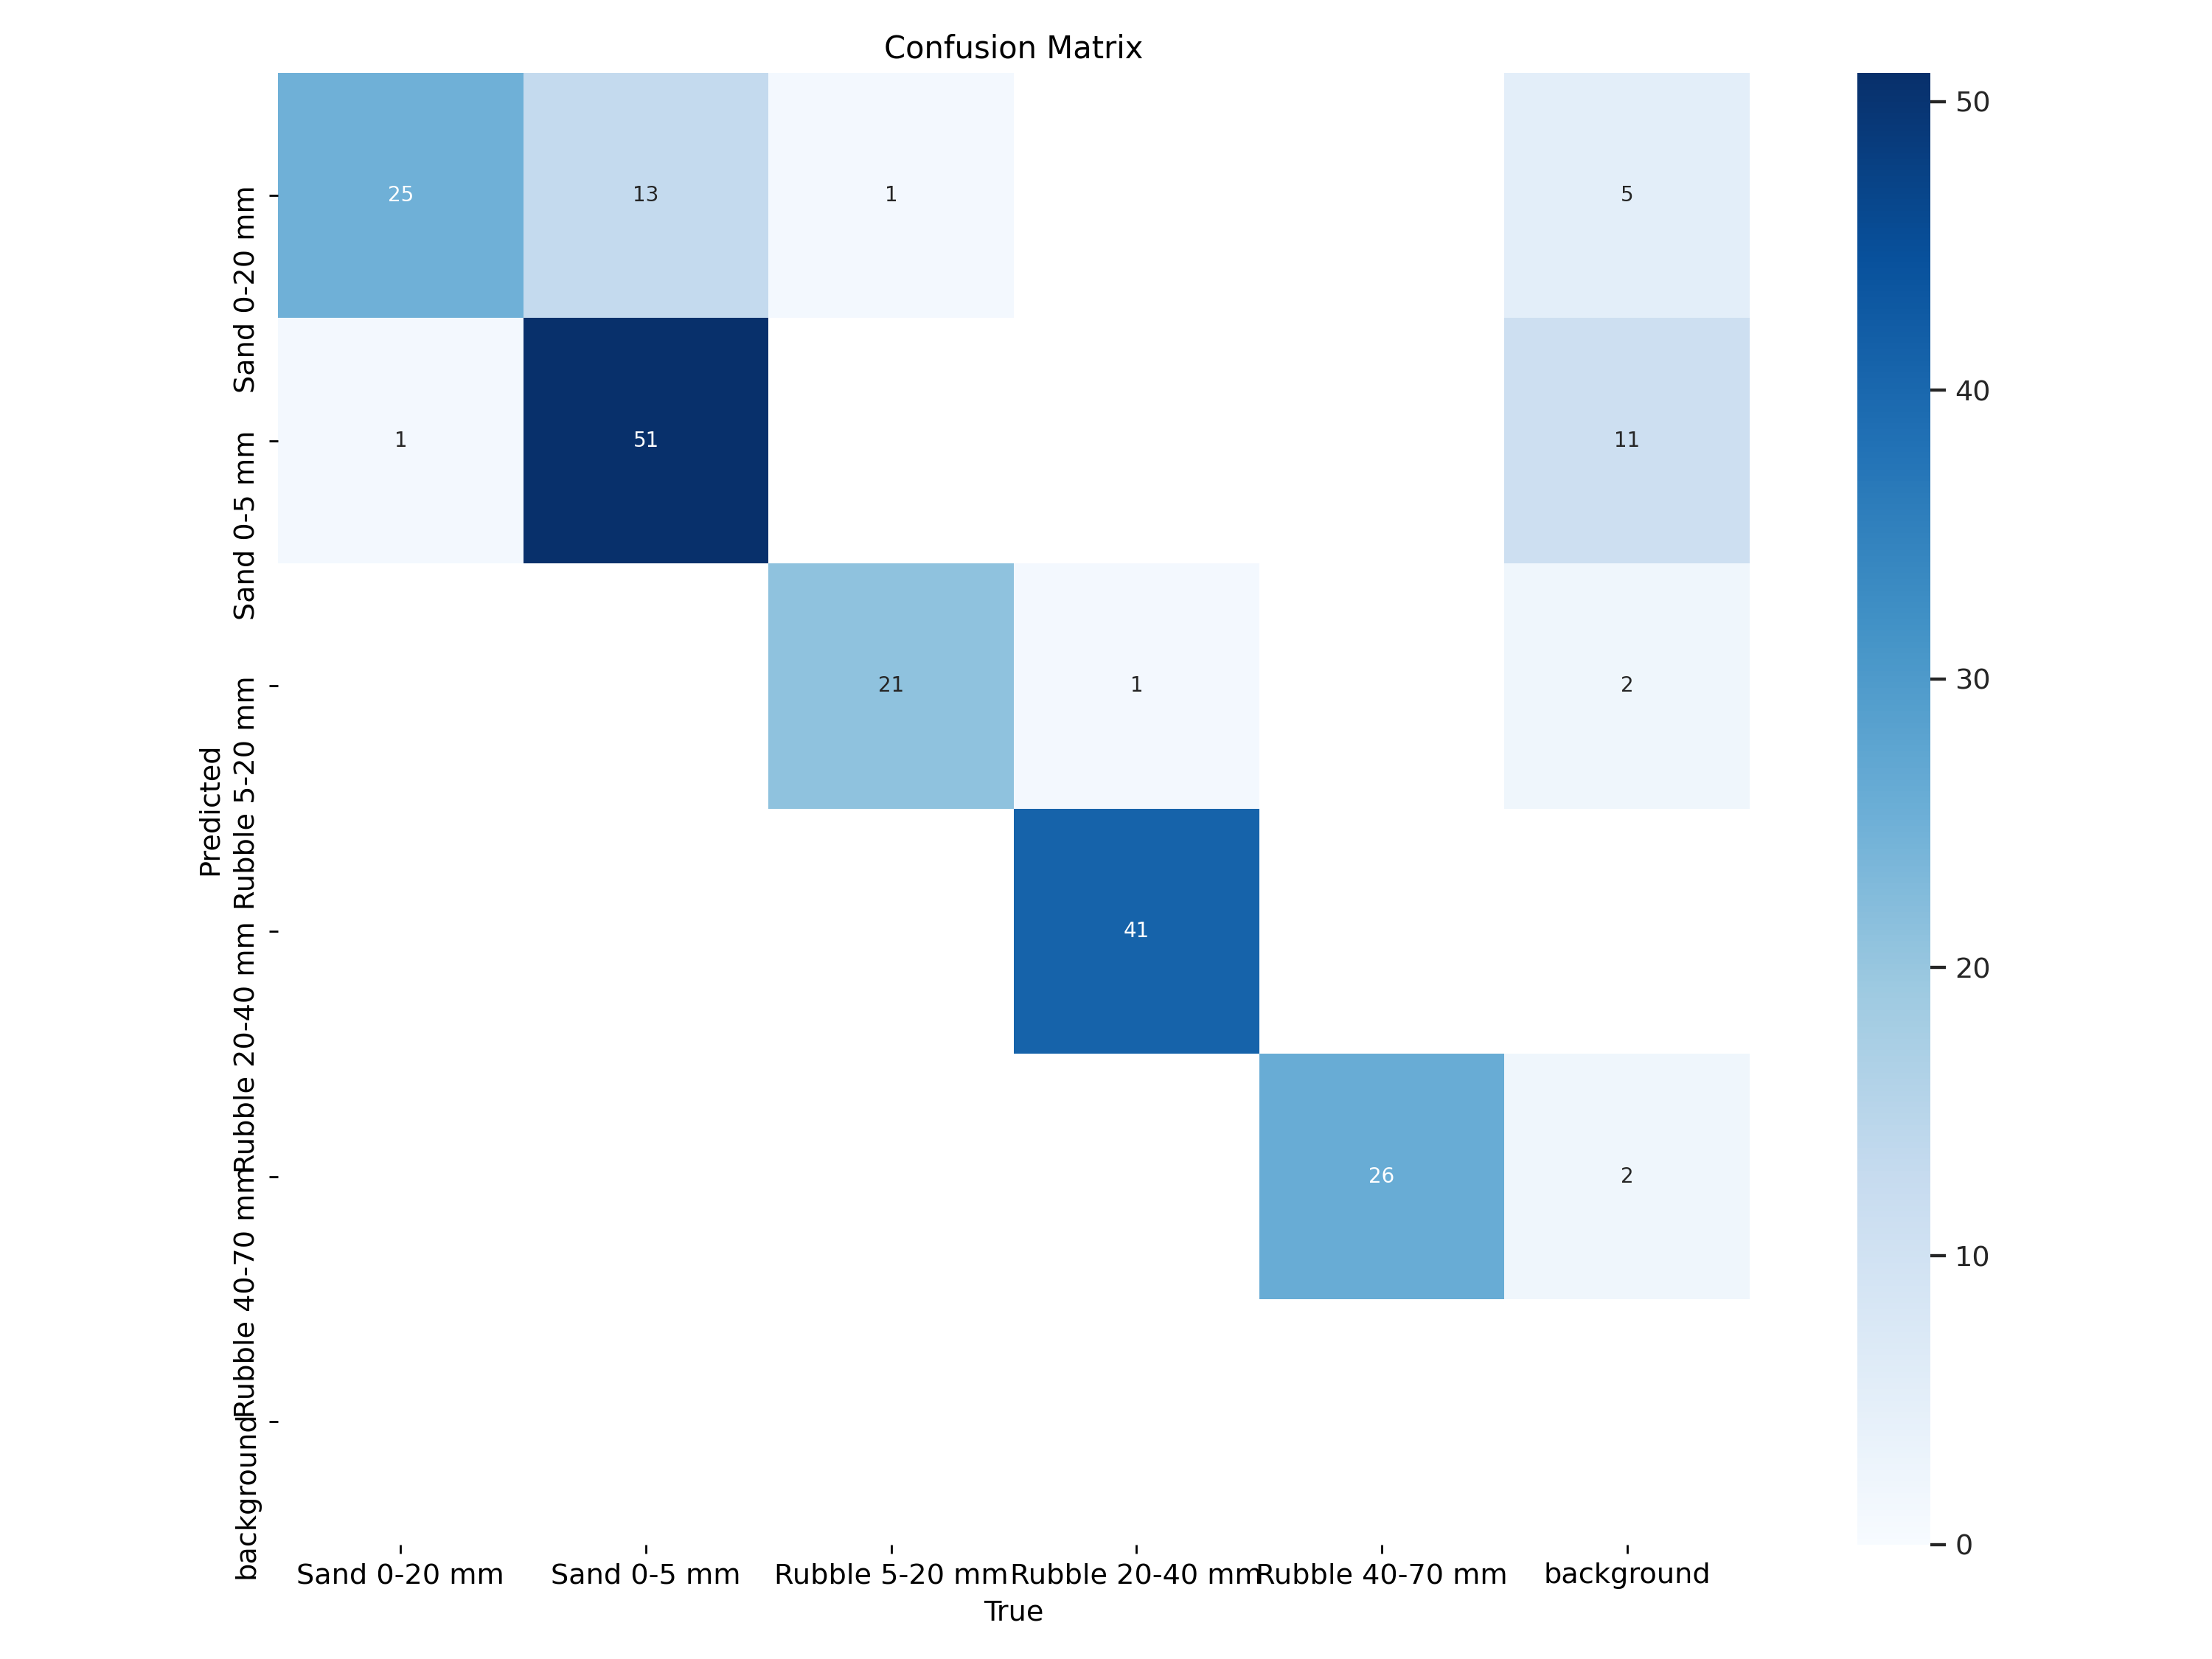 Confusion Matrix
Predicted
Sand 0-20 mm
25
13
1
5
Sand 0-5 mm
1
51
11
Rubble 5-20 mm
21
1
2
Rubble 20-40 mm
41
Rubble 40-70 mm
26
2
background
Sand 0-20 mm
Sand 0-5 mm
Rubble 5-20 mm
Rubble 20-40 mm
Rubble 40-70 mm
background
True
50
40
30
20
10
0